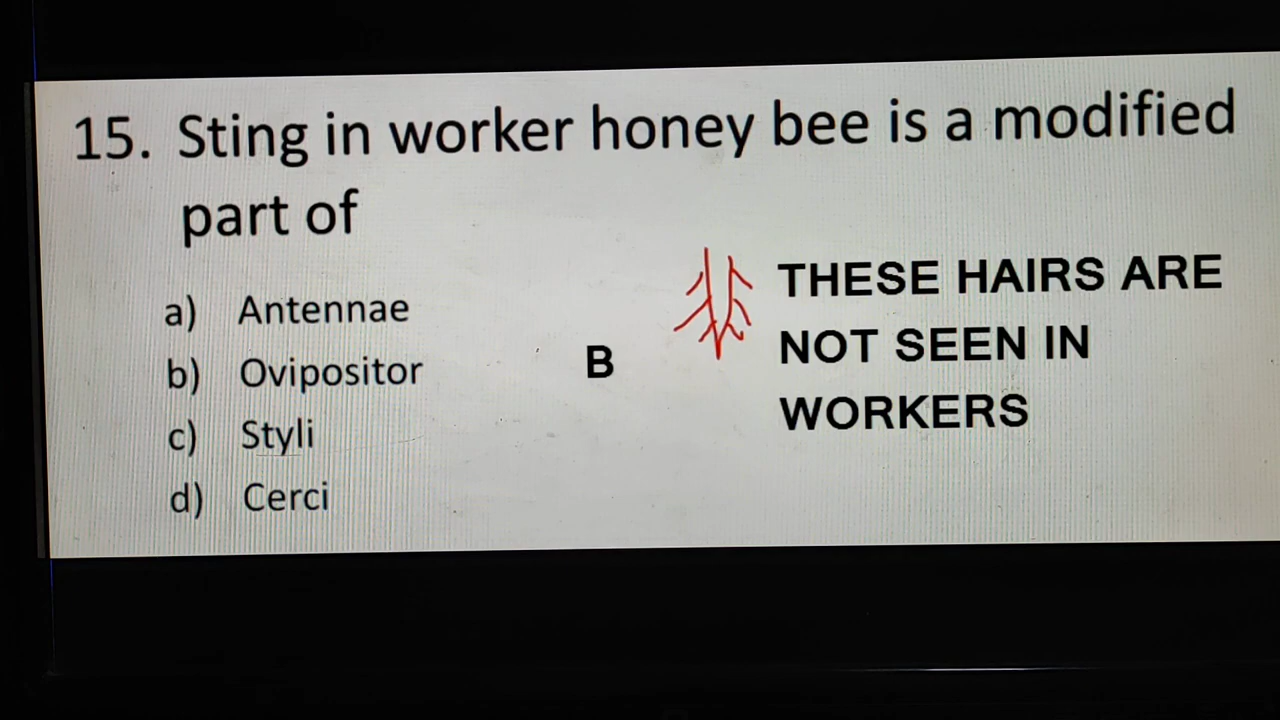 15. Sting in worker honey bee is a modified
part of
a) Antennae
b) Ovipositor
c) Styli
d) Cerci
B
THESE HAIRS ARE
NOT SEEN IN
WORKERS